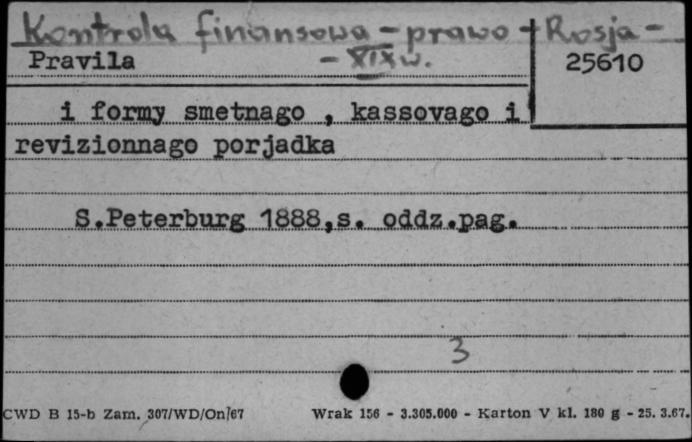 Kontrola finansowa - prawo - Rosja -
- XIX w.
Pravila
25610
i formy smetnago , kassovago i
revizionnago porjadka
S.Peterburg 1888,s. oddz.pag.
3
CWD B 15-b Zam. 307/WD/On/67 Wrak 156 - 3.305.000 - Karton V kl. 180 g - 25. 3.67.